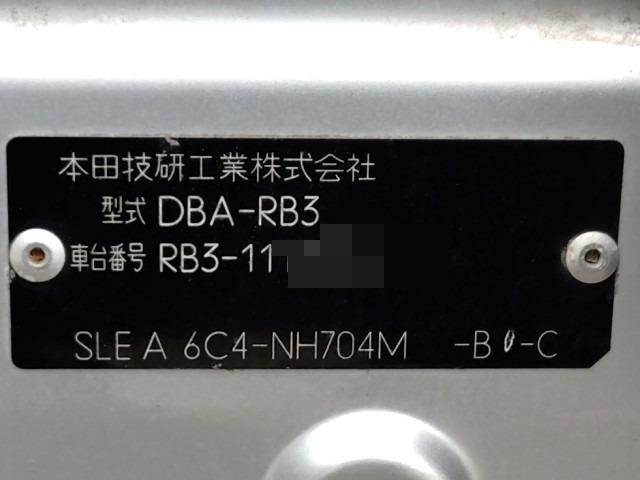 本田技研工業株式会社
型式 DBA-RB3
車台番号 RB3-11
SLE A 6C4-NH704M -B -C